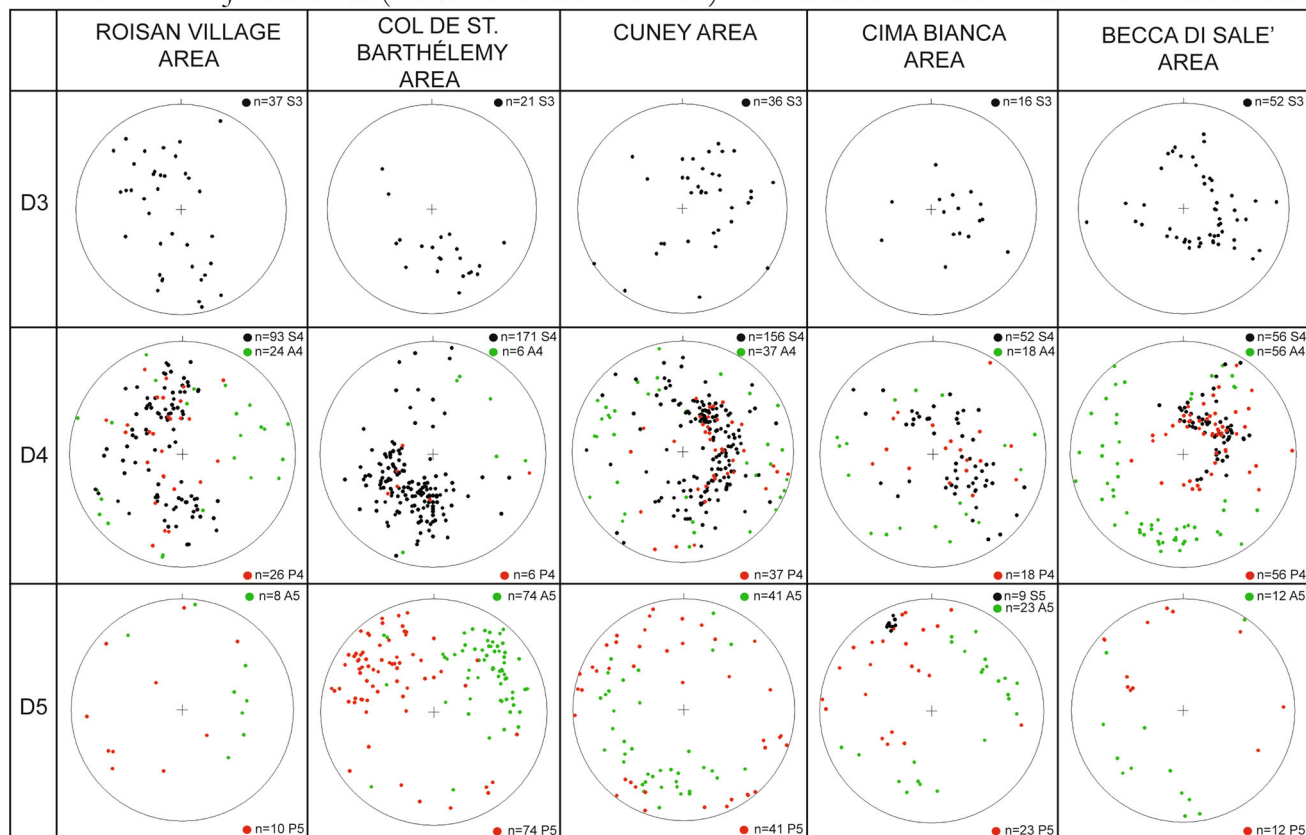 ROISAN VILLAGE
AREA
COL DE ST.
BARTHÉLEMY
AREA
CUNEY AREA
CIMA BIANCA
AREA
BECCA DI SALE’
AREA
D3
n=37 S3
n=21 S3
n=36 S3
n=16 S3
n=52 S3
D4
n=93 S4
n=24 A4
n=26 P4
n=171 S4
n=6 A4
n=6 P4
n=156 S4
n=37 A4
n=37 P4
n=52 S4
n=18 A4
n=18 P4
n=56 S4
n=56 A4
n=56 P4
D5
n=8 A5
n=10 P5
n=74 A5
n=74 P5
n=41 A5
n=41 P5
n=9 S5
n=23 A5
n=23 P5
n=12 A5
n=12 P5